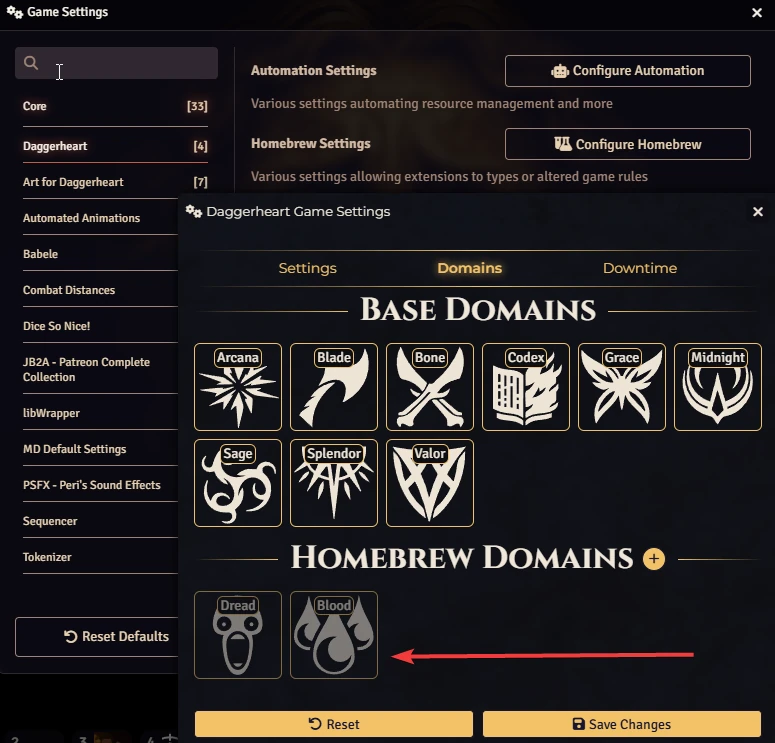 Game Settings
Core [33]
Daggerheart [4]
Art for Daggerheart [7]
Automated Animations
Babele
Combat Distances
Dice So Nice!
JB2A - Patreon Complete
Collection
libWrapper
MD Default Settings
PSFX - Peri's Sound Effects
Sequencer
Tokenizer
Reset Defaults
Automation Settings
Configure Automation
Various settings automating resource management and more
Homebrew Settings
Configure Homebrew
Various settings allowing extensions to types or altered game rules
Daggerheart Game Settings
Settings Domains Downtime
BASE DOMAINS
Arcana Blade Bone Codex Grace Midnight
Sage Splendor Valor
HOMEBREW DOMAINS
Dread Blood
Reset Save Changes
2 3 4